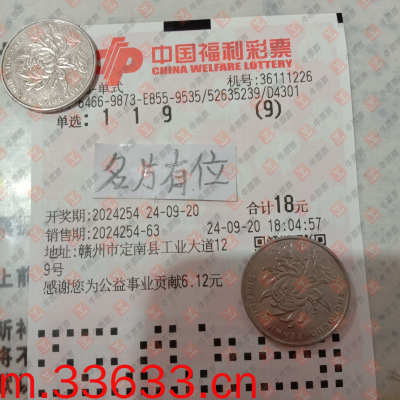 中国福利彩票
CHINA WELFARE LOTTERY
单式
机号:36111226
6466-9873-E855-9535/52635239/D4301
单选: 1 1 9 (9)
名片有位
开奖期:2024254 24-09-20 合计18元
销售期:2024254-63 24-09-20 18:04:57
地址:赣州市定南县工业大道12
9号
感谢您为公益事业贡献6.12元
m.33633.cn